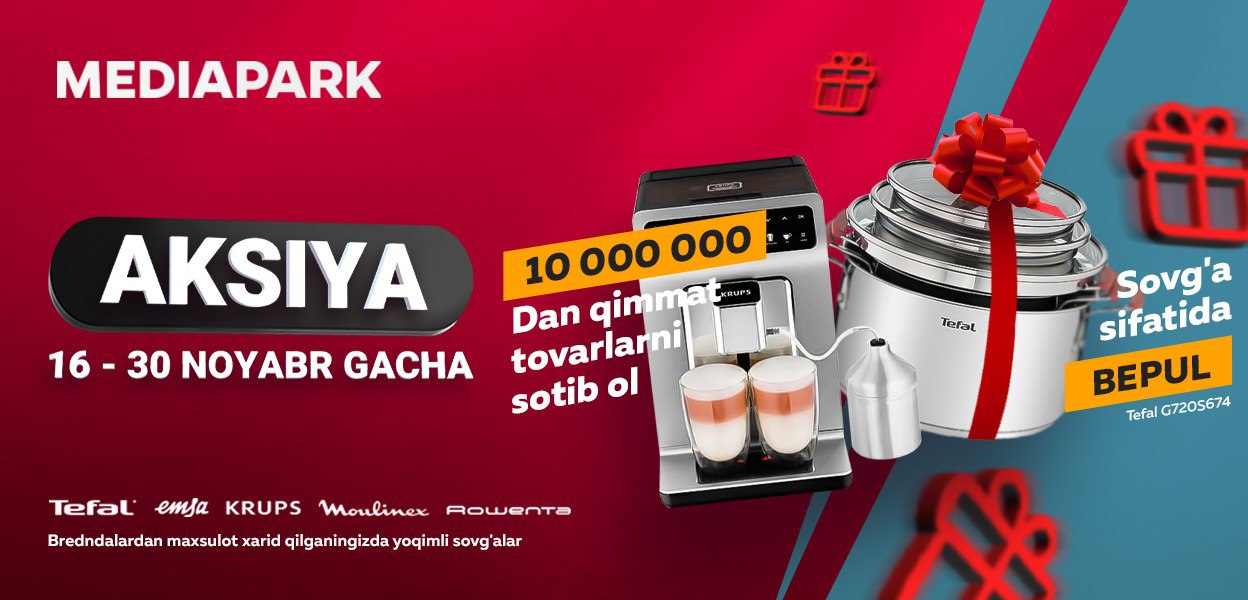 MEDIAPARK
AKSIYA
16 - 30 NOYABR GACHA
10 000 000
Dan qimmat
tovarlarni
sotib ol
KRUPS
Tefal
Sovg'a
sifatida
BEPUL
Tefal G720S674
Tefal emsa KRUPS Moulinex Rowenta
Bredndalardan maxsulot xarid qilganingizda yoqimli sovg'alar